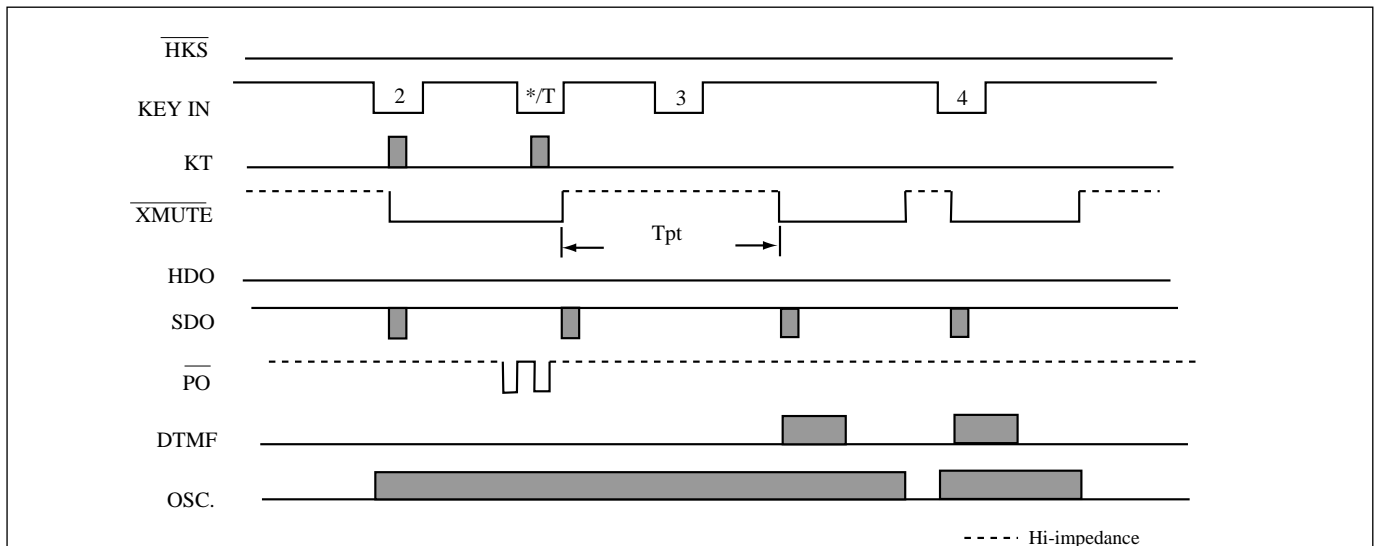 HKS
KEY IN 2 */T 3 4
KT
XMUTE
Tpt
HDO
SDO
PO
DTMF
OSC.
Hi-impedance